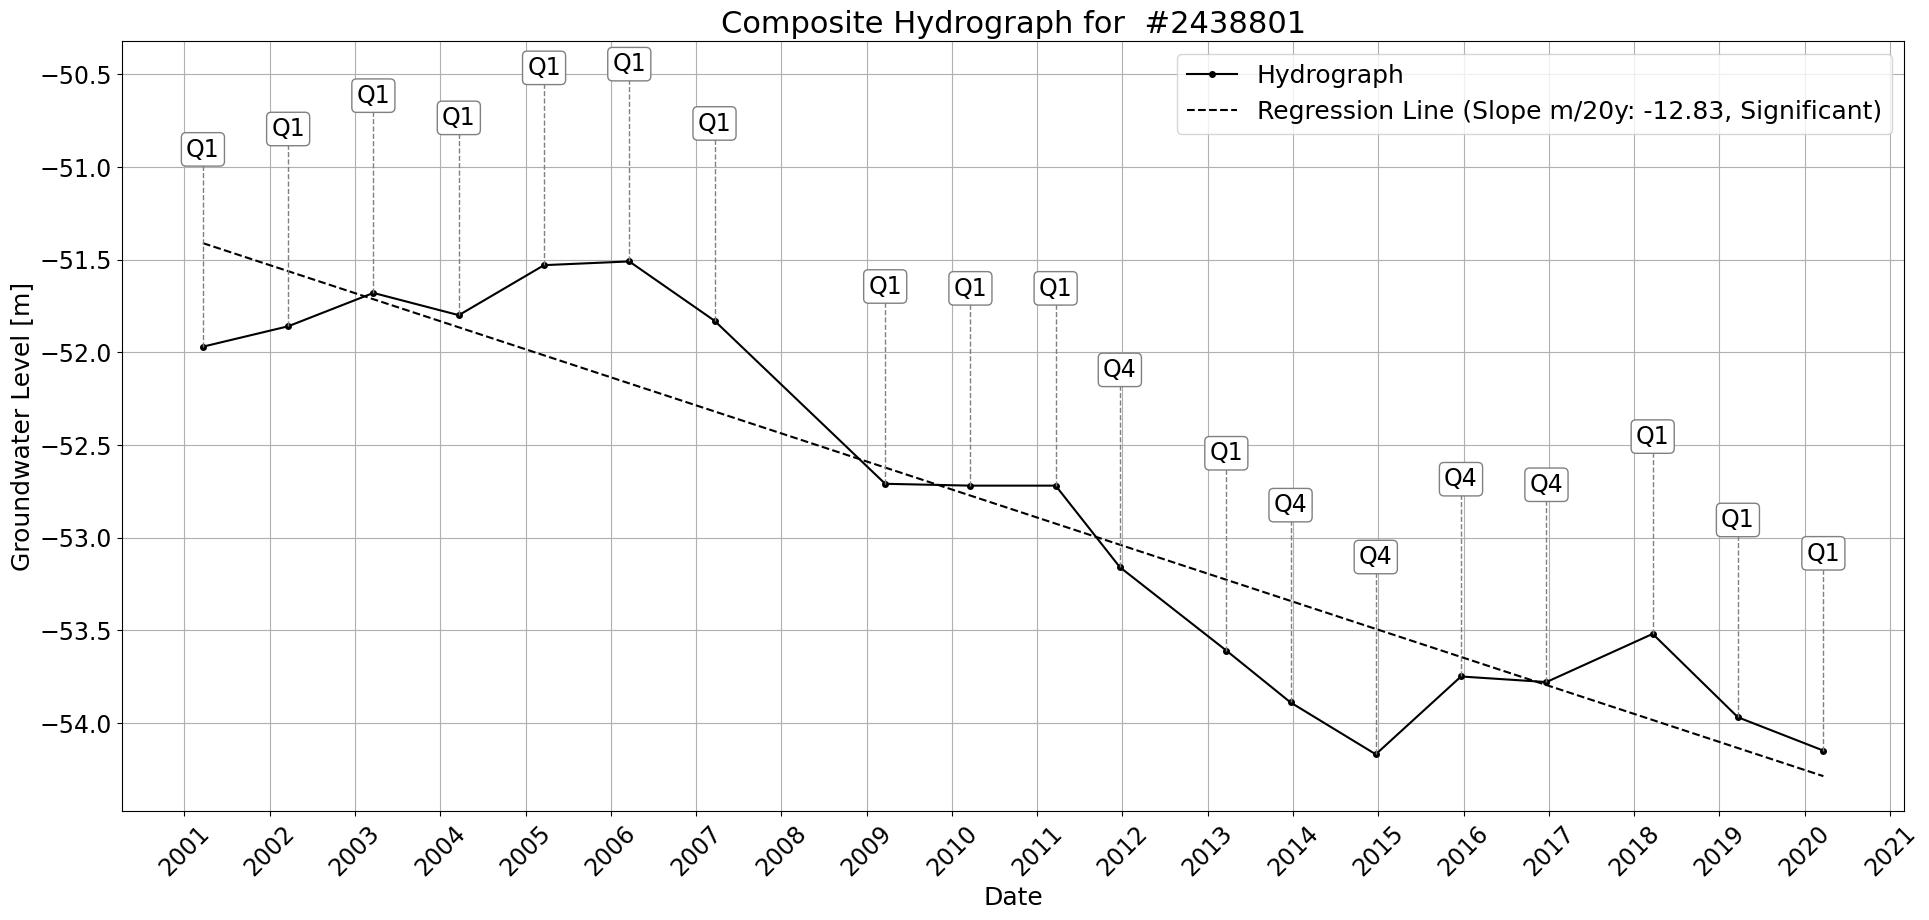 Composite Hydrograph for #2438801
Hydrograph
Regression Line (Slope m/20y: -12.83, Significant)
Groundwater Level [m]
−50.5
−51.0
−51.5
−52.0
−52.5
−53.0
−53.5
−54.0
Q1
Q1
Q1
Q1
Q1
Q1
Q1
Q1
Q1
Q1
Q4
Q1
Q4
Q4
Q4
Q4
Q1
Q1
Q1
2001
2002
2003
2004
2005
2006
2007
2008
2009
2010
2011
2012
2013
2014
2015
2016
2017
2018
2019
2020
2021
Date